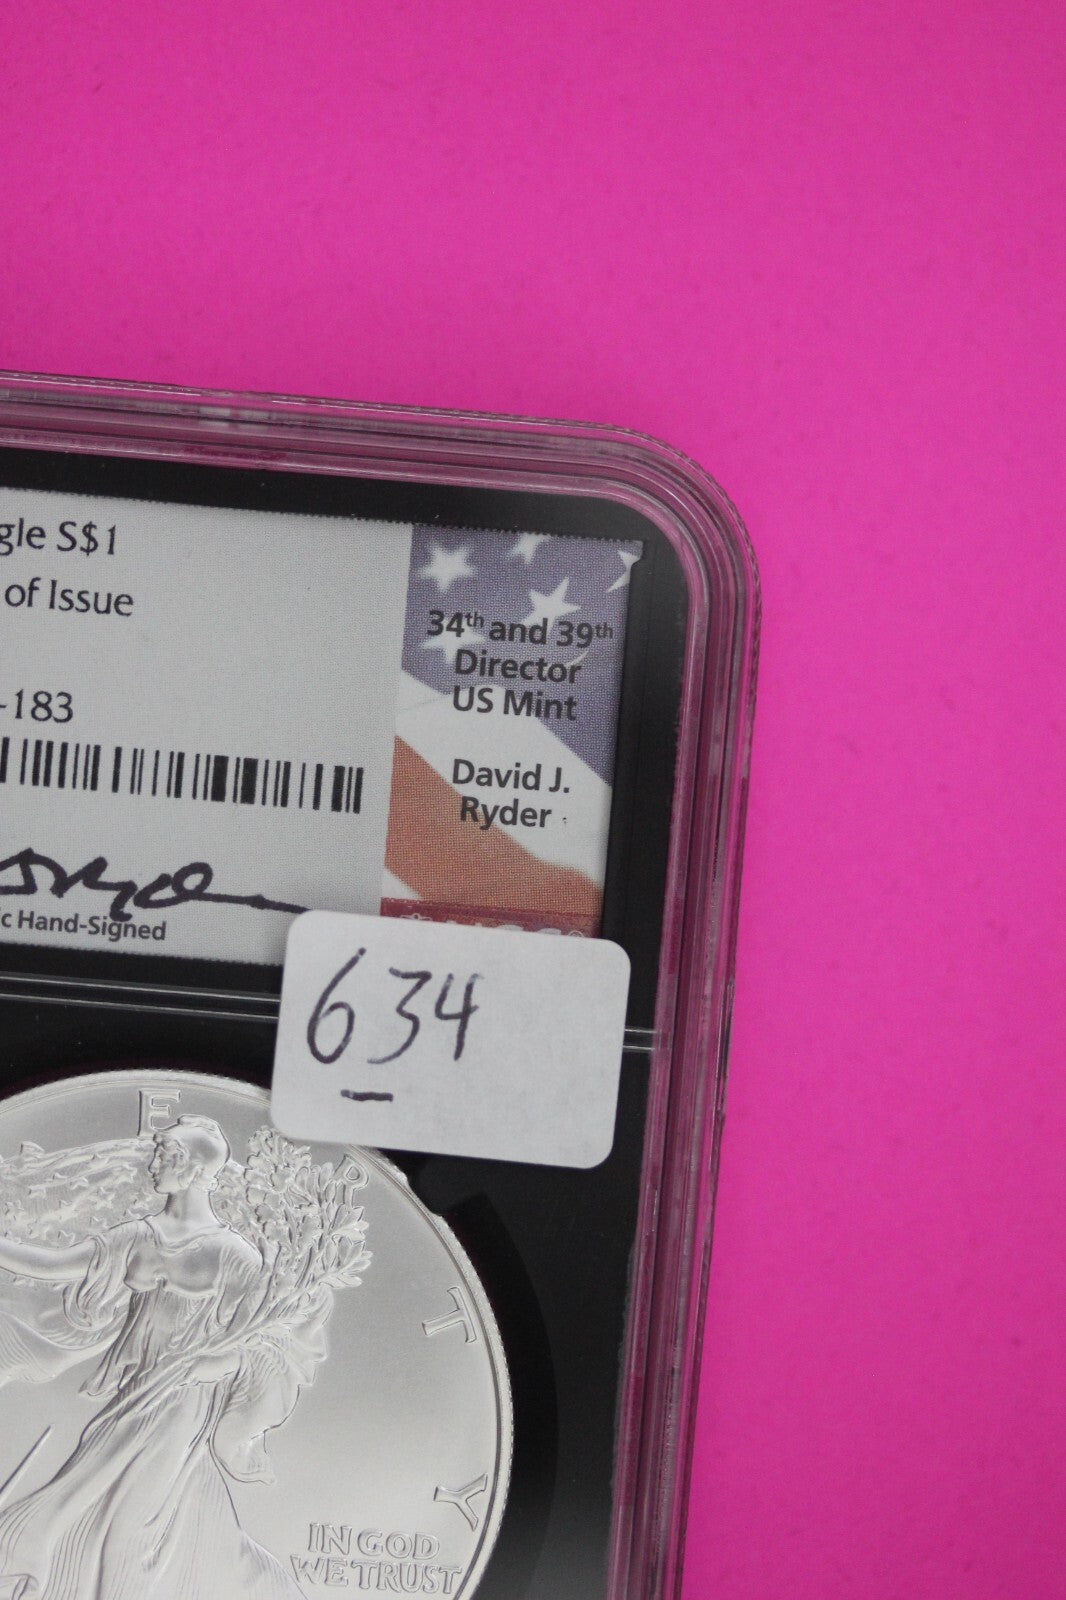 gle S$1
of Issue
-183
34th and 39th
Director
US Mint
David J.
Ryder
c Hand-Signed
634
E
R
T
Y
IN GOD
WE TRUST